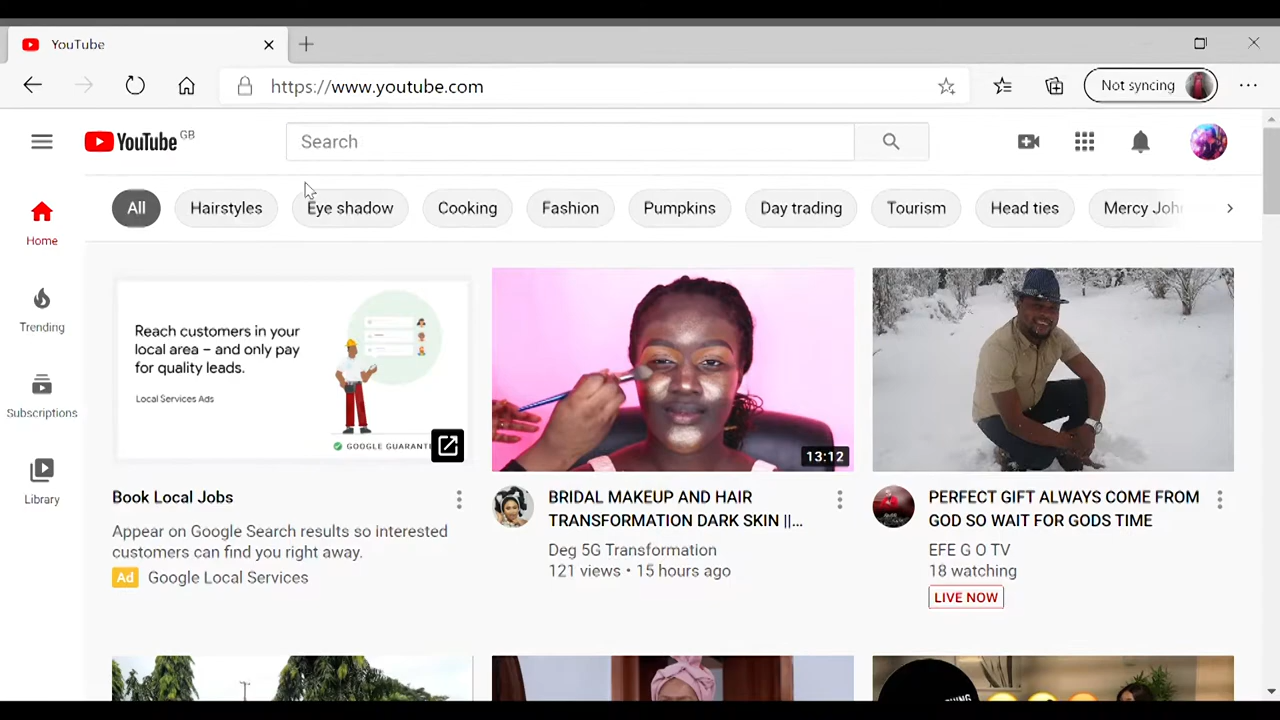 YouTube
https://www.youtube.com
Not syncing
YouTube GB
Search
All
Hairstyles
Eye shadow
Cooking
Fashion
Pumpkins
Day trading
Tourism
Head ties
Mercy
Home
Trending
Subscriptions
Library
Reach customers in your
local area – and only pay
for quality leads.
Local Services Ads
GOOGLE
13:12
Book Local Jobs
Appear on Google Search results so interested
customers can find you right away.
Ad Google Local Services
BRIDAL MAKEUP AND HAIR
TRANSFORMATION DARK SKIN ||...
Deg 5G Transformation
121 views • 15 hours ago
PERFECT GIFT ALWAYS COME FROM
GOD SO WAIT FOR GODS TIME
EFE G O TV
18 watching
LIVE NOW